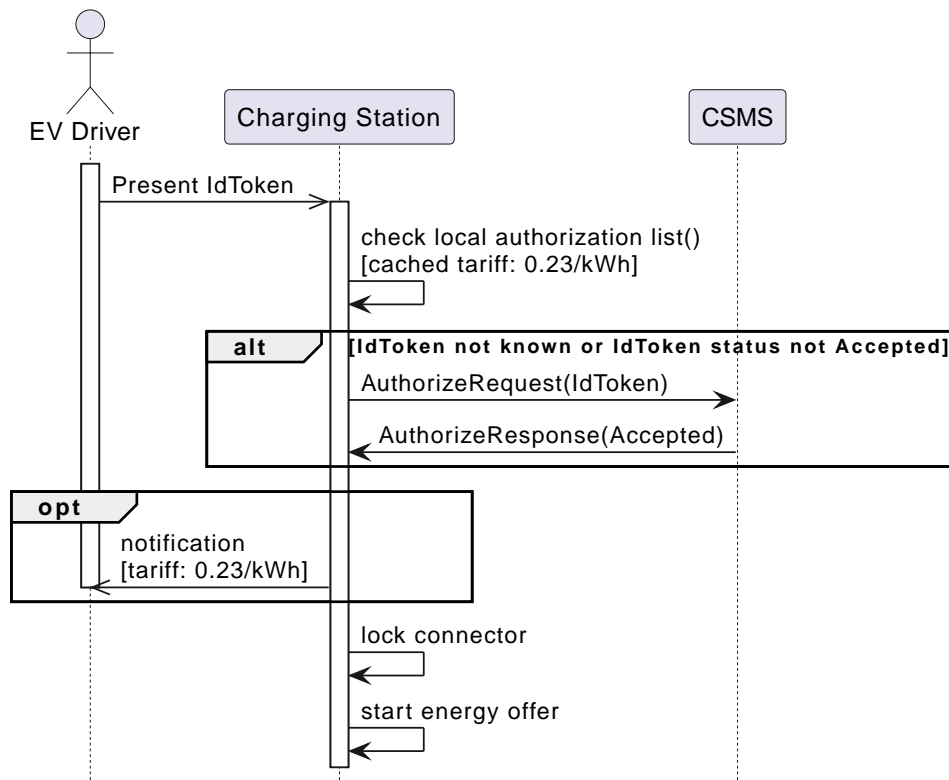 EV Driver
Charging Station
CSMS
Present IdToken
check local authorization list()
[cached tariff: 0.23/kWh]
alt
[IdToken not known or IdToken status not Accepted]
AuthorizeRequest(IdToken)
AuthorizeResponse(Accepted)
opt
notification
[tariff: 0.23/kWh]
lock connector
start energy offer